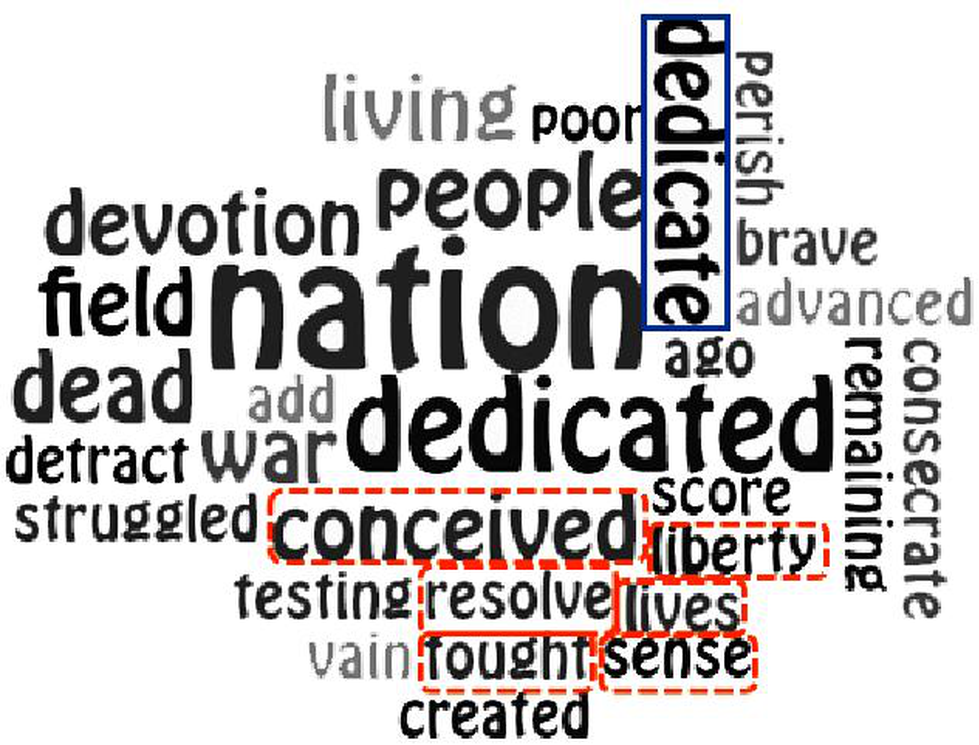 living
poor
dedicate
perish
people
devotion
brave
nation
field
advanced
ago
dead
add
dedicated
remaining
consecrate
detract
war
score
struggled
conceived
liberty
testing
resolve
lives
vain
fought
sense
created